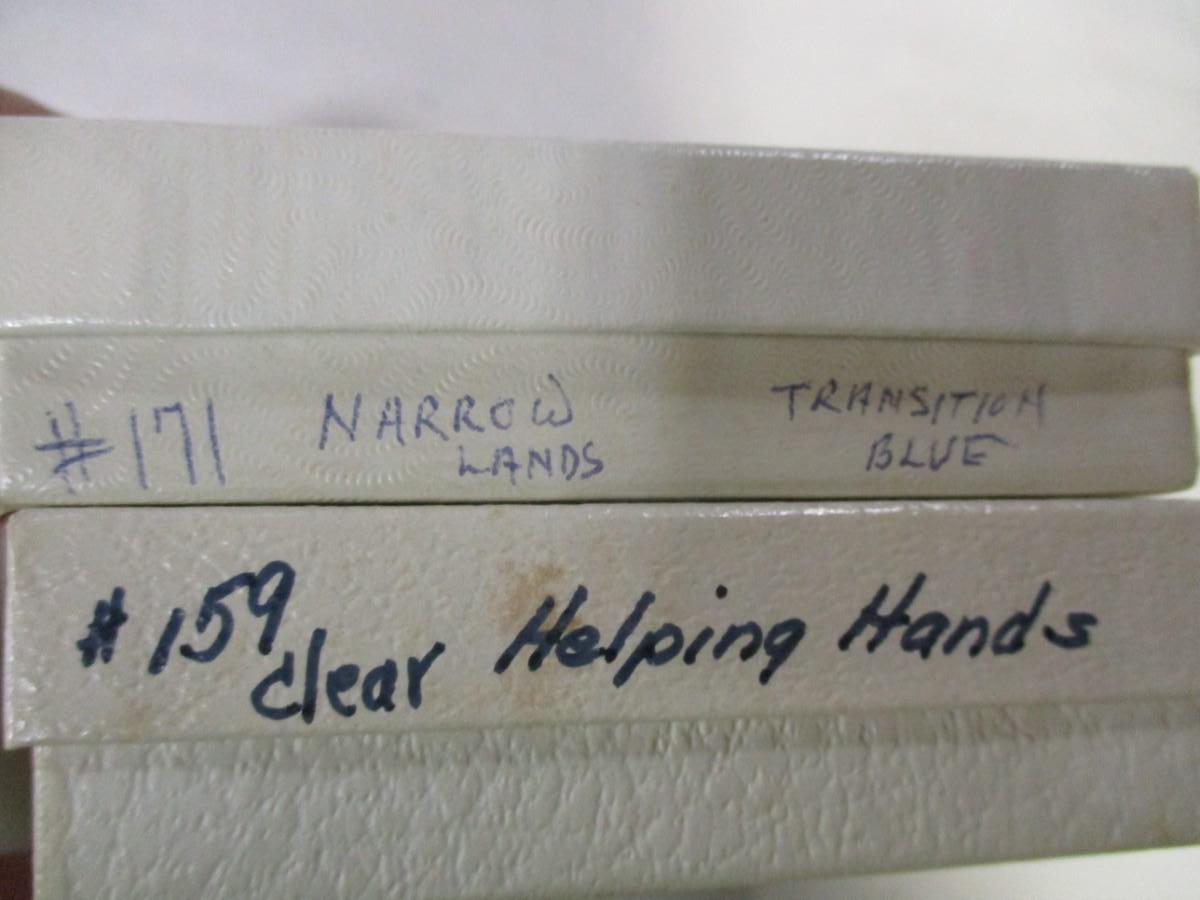 #171 NARROW TRANSITION
LANDS BLUE
#159 Helping Hands
clear